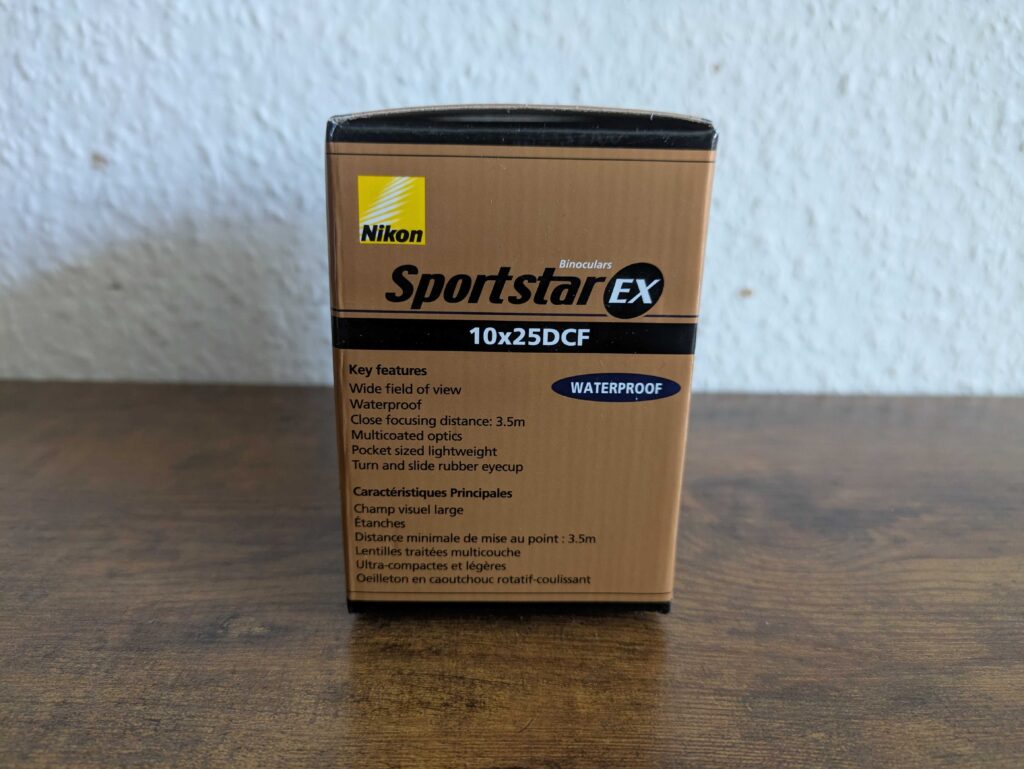 Nikon
Binoculars
Sportstar EX
10x25DCF
WATERPROOF
Key features
Wide field of view
Waterproof
Close focusing distance: 3.5m
Multicoated optics
Pocket sized lightweight
Turn and slide rubber eyecup
Caractéristiques Principales
Champ visuel large
Étanches
Distance minimale de mise au point : 3.5m
Lentilles traitées multicouche
Ultra-compactes et légères
Oeilleton en caoutchouc rotatif-coulissant